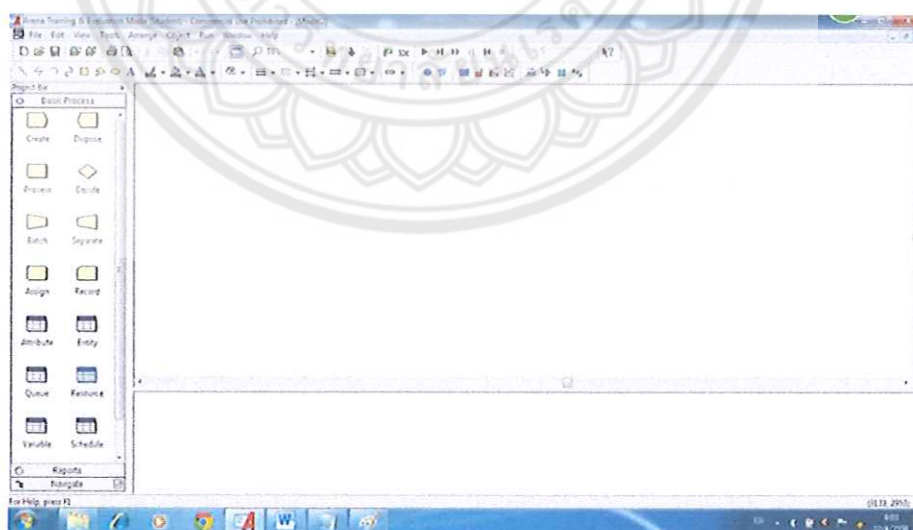 Arena Training & Evaluation Mode (Student) - Commercial Use Prohibited - [Model2]
File Edit View Tools Arrange Object Run Window Help
Project Bar
Basic Process
Create Dispose
Process Decide
Batch Separate
Assign Record
Attribute Entity
Queue Resource
Variable Schedule
Reports
Navigate
For Help, press F1